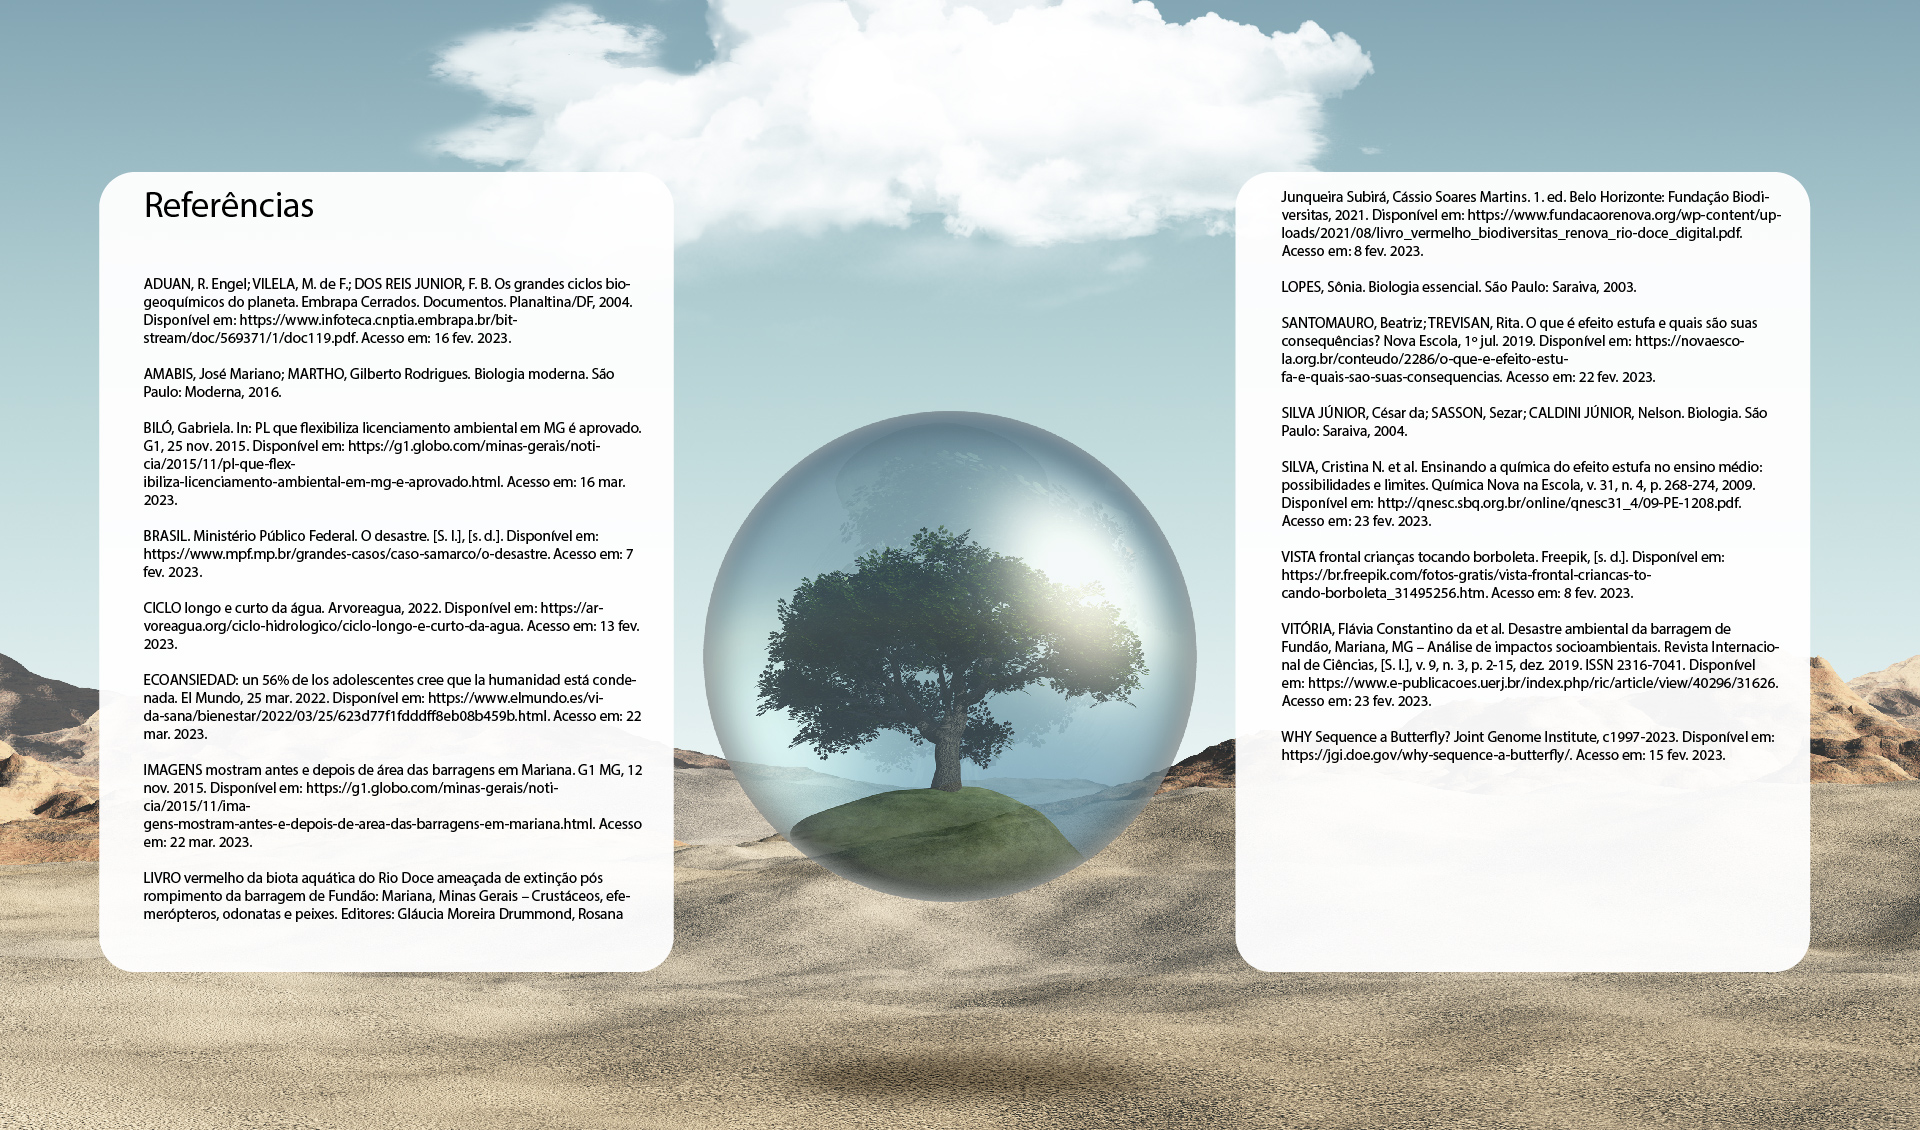 Referências
ADUAN, R. Engel; VILELA, M. de F.; DOS REIS JUNIOR, F. B. Os grandes ciclos bio-
geoquímicos do planeta. Embrapa Cerrados. Documentos. Planaltina/DF, 2004.
Disponível em: https://www.infoteca.cnptia.embrapa.br/bit-
stream/doc/569371/1/doc119.pdf. Acesso em: 16 fev. 2023.
AMABIS, José Mariano; MARTHO, Gilberto Rodrigues. Biologia moderna. São
Paulo: Moderna, 2016.
BILÓ, Gabriela. In: PL que flexibiliza licenciamento ambiental em MG é aprovado.
G1, 25 nov. 2015. Disponível em: https://g1.globo.com/minas-gerais/noti-
cia/2015/11/pl-que-flex-
ibiliza-licenciamento-ambiental-em-mg-e-aprovado.html. Acesso em: 16 mar.
2023.
BRASIL. Ministério Público Federal. O desastre. [S. l.], [s. d.]. Disponível em:
https://www.mpf.mp.br/grandes-casos/caso-samarco/o-desastre. Acesso em: 7
fev. 2023.
CICLO longo e curto da água. Arvoreagua, 2022. Disponível em: https://ar-
voreagua.org/ciclo-hidrologico/ciclo-longo-e-curto-da-agua. Acesso em: 13 fev.
2023.
ECOANSIEDAD: un 56% de los adolescentes cree que la humanidad está conde-
nada. El Mundo, 25 mar. 2022. Disponível em: https://www.elmundo.es/vi-
da-sana/bienestar/2022/03/25/623d77f1fdddff8eb08b459b.html. Acesso em: 22
mar. 2023.
IMAGENS mostram antes e depois de área das barragens em Mariana. G1 MG, 12
nov. 2015. Disponível em: https://g1.globo.com/minas-gerais/noti-
cia/2015/11/ima-
gens-mostram-antes-e-depois-de-area-das-barragens-em-mariana.html. Acesso
em: 22 mar. 2023.
LIVRO vermelho da biota aquática do Rio Doce ameaçada de extinção pós
rompimento da barragem de Fundão: Mariana, Minas Gerais – Crustáceos, efe-
merópteros, odonatas e peixes. Editores: Gláucia Moreira Drummond, Rosana
Junqueira Subirá, Cássio Soares Martins. 1. ed. Belo Horizonte: Fundação Biodi-
versitas, 2021. Disponível em: https://www.fundacaorenova.org/wp-content/up-
loads/2021/08/livro_vermelho_biodiversitas_renova_rio-doce_digital.pdf.
Acesso em: 8 fev. 2023.
LOPES, Sônia. Biologia essencial. São Paulo: Saraiva, 2003.
SANTOMAURO, Beatriz; TREVISAN, Rita. O que é efeito estufa e quais são suas
consequências? Nova Escola, 1º jul. 2019. Disponível em: https://novaesco-
la.org.br/conteudo/2286/o-que-e-efeito-estu-
fa-e-quais-sao-suas-consequencias. Acesso em: 22 fev. 2023.
SILVA JÚNIOR, César da; SASSON, Sezar; CALDINI JÚNIOR, Nelson. Biologia. São
Paulo: Saraiva, 2004.
SILVA, Cristina N. et al. Ensinando a química do efeito estufa no ensino médio:
possibilidades e limites. Química Nova na Escola, v. 31, n. 4, p. 268-274, 2009.
Disponível em: http://qnesc.sbq.org.br/online/qnesc31_4/09-PE-1208.pdf.
Acesso em: 23 fev. 2023.
VISTA frontal crianças tocando borboleta. Freepik, [s. d.]. Disponível em:
https://br.freepik.com/fotos-gratis/vista-frontal-criancas-to-
cando-borboleta_31495256.htm. Acesso em: 8 fev. 2023.
VITÓRIA, Flávia Constantino da et al. Desastre ambiental da barragem de
Fundão, Mariana, MG – Análise de impactos socioambientais. Revista Internacio-
nal de Ciências, [S. l.], v. 9, n. 3, p. 2-15, dez. 2019. ISSN 2316-7041. Disponível
em: https://www.e-publicacoes.uerj.br/index.php/ric/article/view/40296/31626.
Acesso em: 23 fev. 2023.
WHY Sequence a Butterfly? Joint Genome Institute, c1997-2023. Disponível em:
https://jgi.doe.gov/why-sequence-a-butterfly/. Acesso em: 15 fev. 2023.